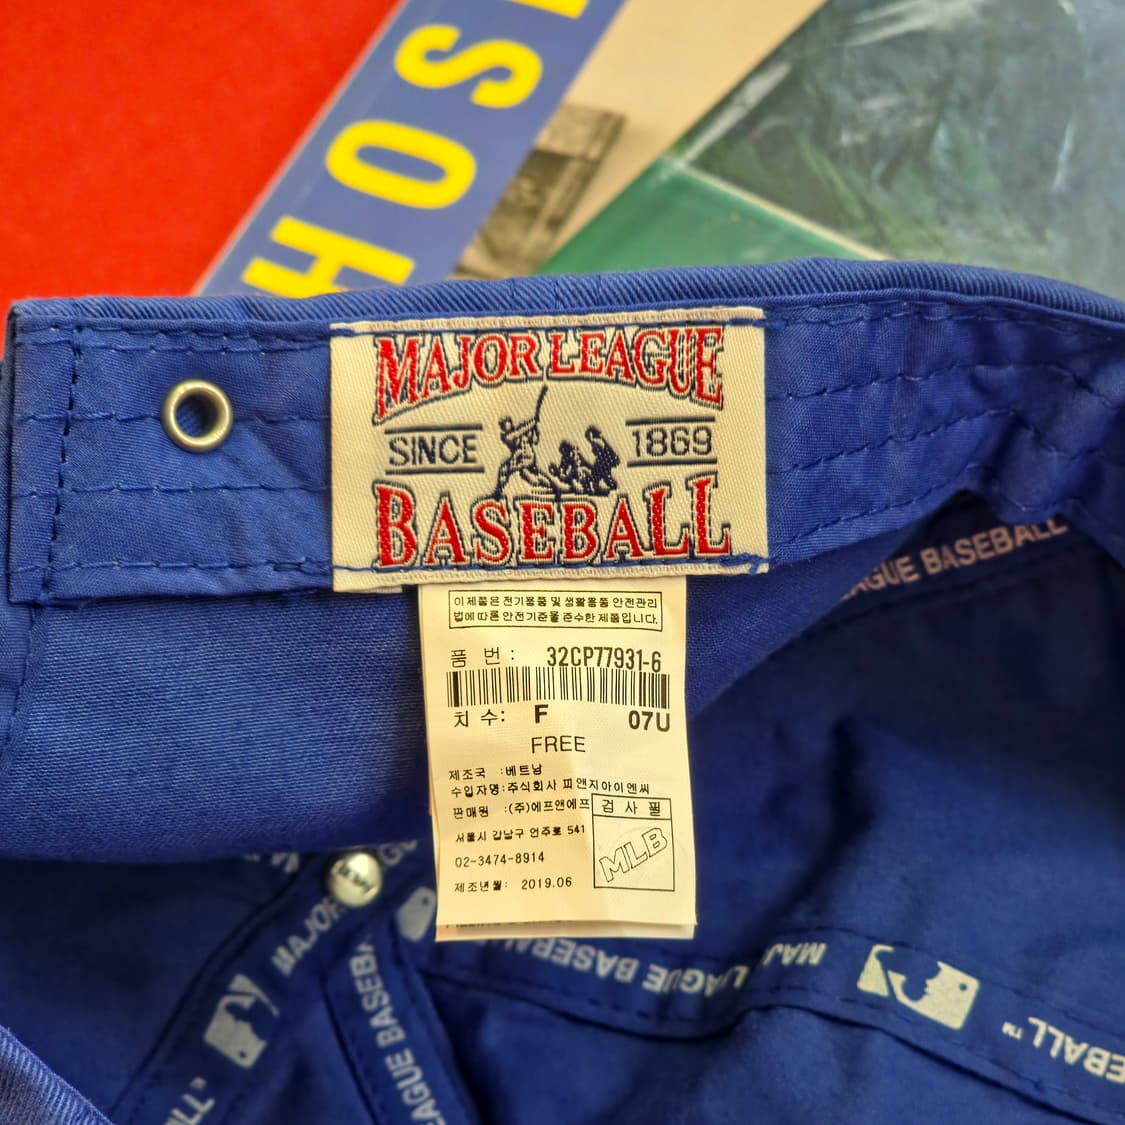 HOS
MAJOR LEAGUE
SINCE 1869
BASEBALL
이 제품은 전기용품 및 생활용품 안전관리
법에 따른 안전기준을 준수한 제품입니다.
품 번 : 32CP77931-6
치 수: F 07U
FREE
제조국 :베트남
수입자명:주식회사 피앤지아이엔씨
판매원 :(주)에프앤에프
검 사 필
서울시 강남구 언주로 541
MLB
02-3474-8914
제조년월: 2019.06
BASEBALL
MAJOR
LEAGUE BASEBALL
MAJ
EBALL™